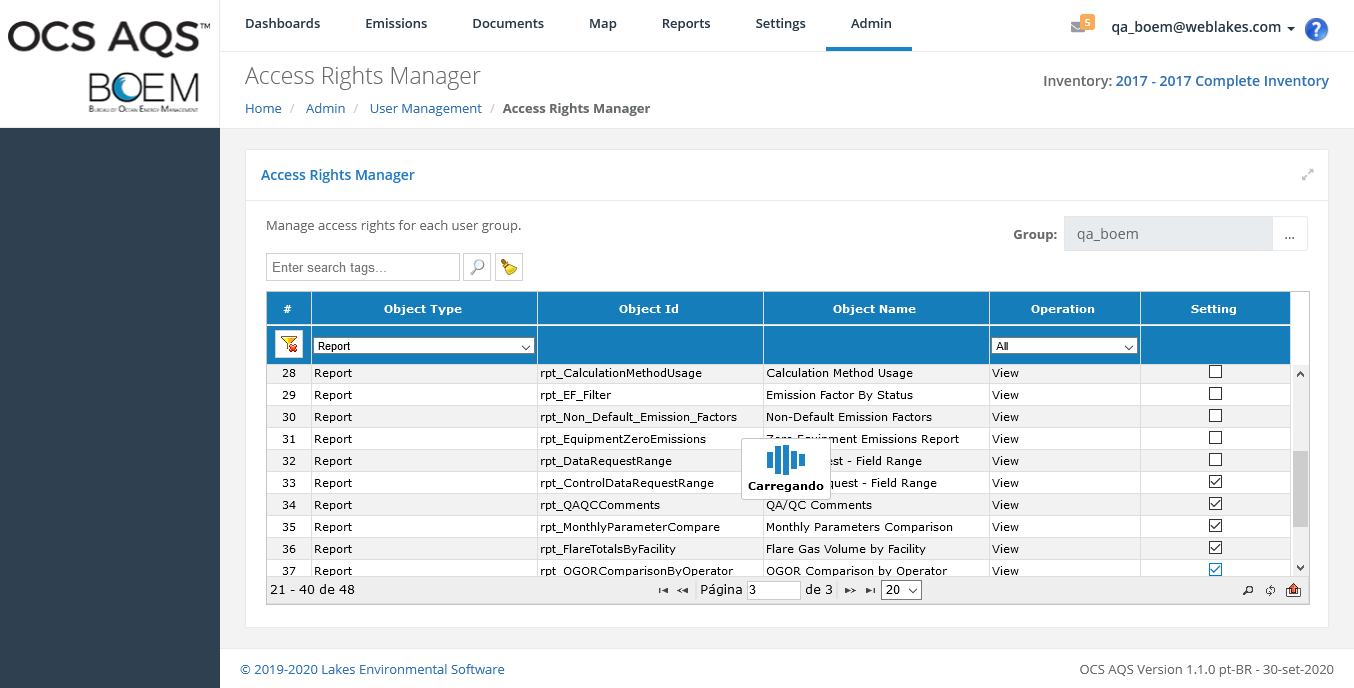 OCS AQS™
BOEM
BUREAU OF OCEAN ENERGY MANAGEMENT
Dashboards Emissions Documents Map Reports Settings Admin
5 qa_boem@weblakes.com ?
Access Rights Manager
Inventory: 2017 - 2017 Complete Inventory
Home / Admin / User Management / Access Rights Manager
Access Rights Manager
Manage access rights for each user group.
Group: qa_boem ...
Enter search tags...
# Object Type Object Id Object Name Operation Setting
Report All
28 Report rpt_CalculationMethodUsage Calculation Method Usage View
29 Report rpt_EF_Filter Emission Factor By Status View
30 Report rpt_Non_Default_Emission_Factors Non-Default Emission Factors View
31 Report rpt_EquipmentZeroEmissions Zero Equipment Emissions Report View
32 Report rpt_DataRequestRange est - Field Range View
33 Report rpt_ControlDataRequestRange quest - Field Range View
Carregando
34 Report rpt_QAQCComments QA/QC Comments View
35 Report rpt_MonthlyParameterCompare Monthly Parameters Comparison View
36 Report rpt_FlareTotalsByFacility Flare Gas Volume by Facility View
37 Report rpt_OGORComparisonByOperator OGOR Comparison by Operator View
21 - 40 de 48 Página 3 de 3 20
© 2019-2020 Lakes Environmental Software
OCS AQS Version 1.1.0 pt-BR - 30-set-2020